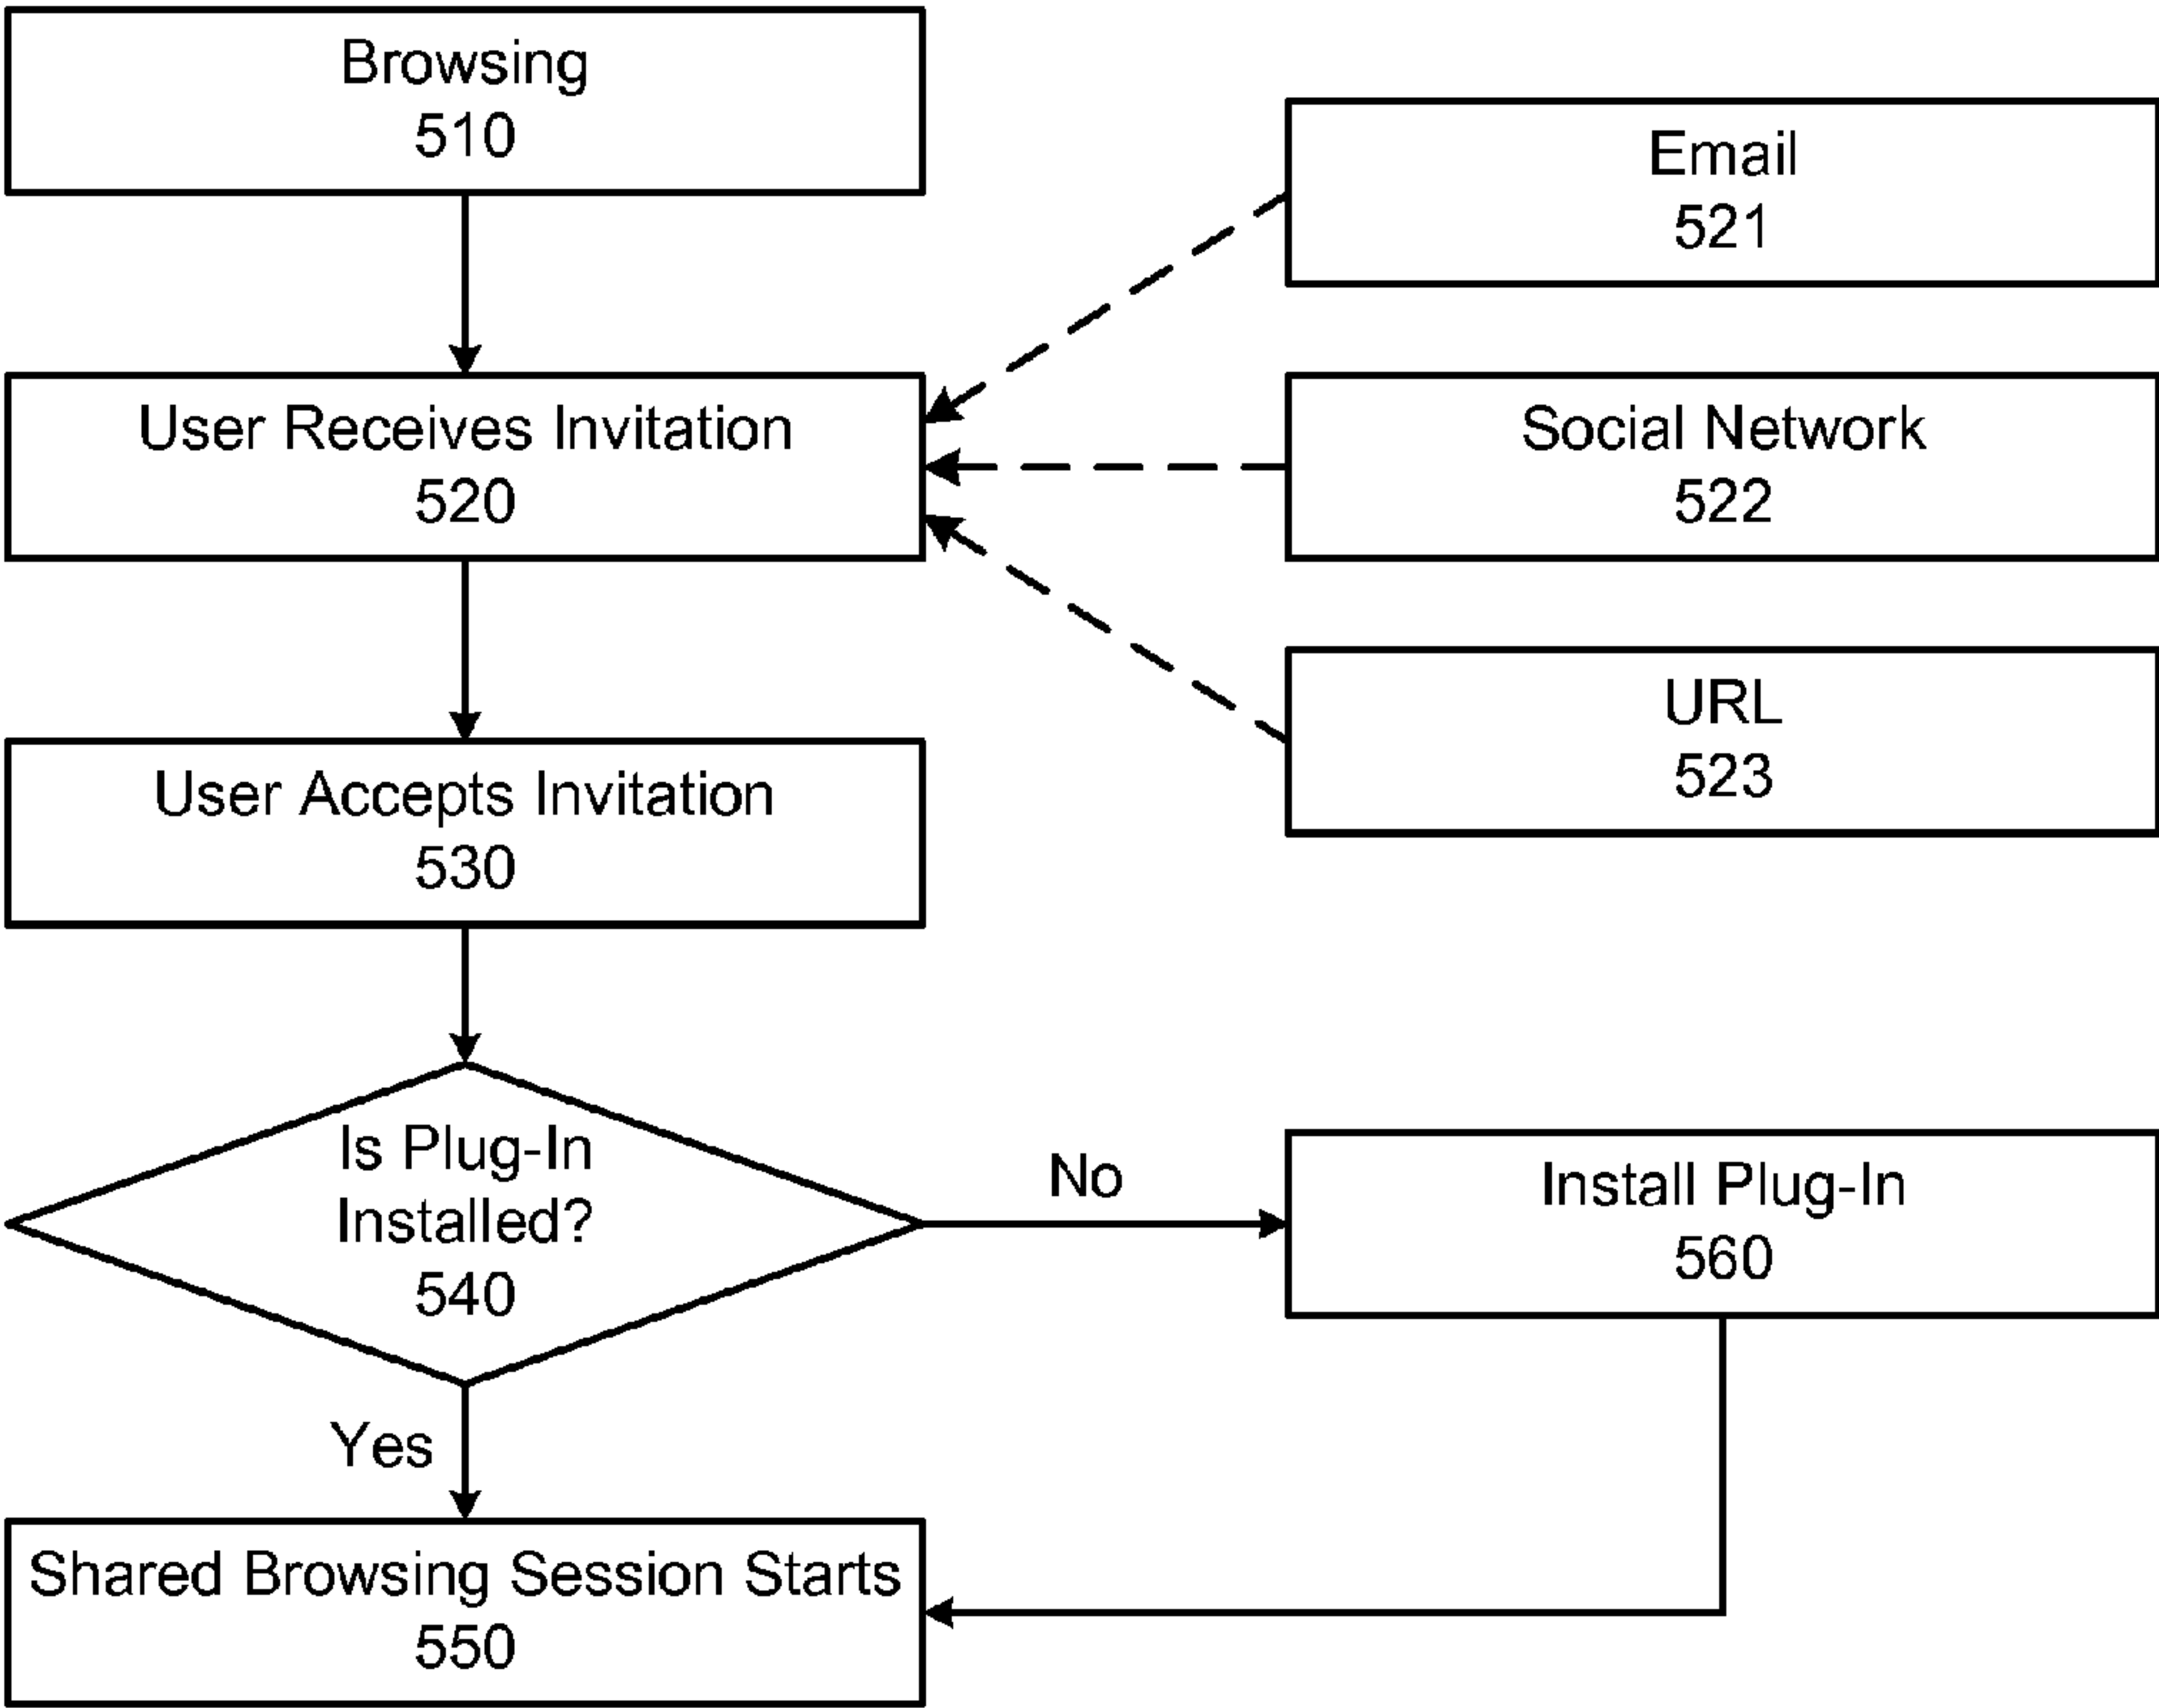 Browsing
510
Email
521
User Receives Invitation
520
Social Network
522
URL
523
User Accepts Invitation
530
Is Plug-In
Installed?
540
No
Install Plug-In
560
Yes
Shared Browsing Session Starts
550